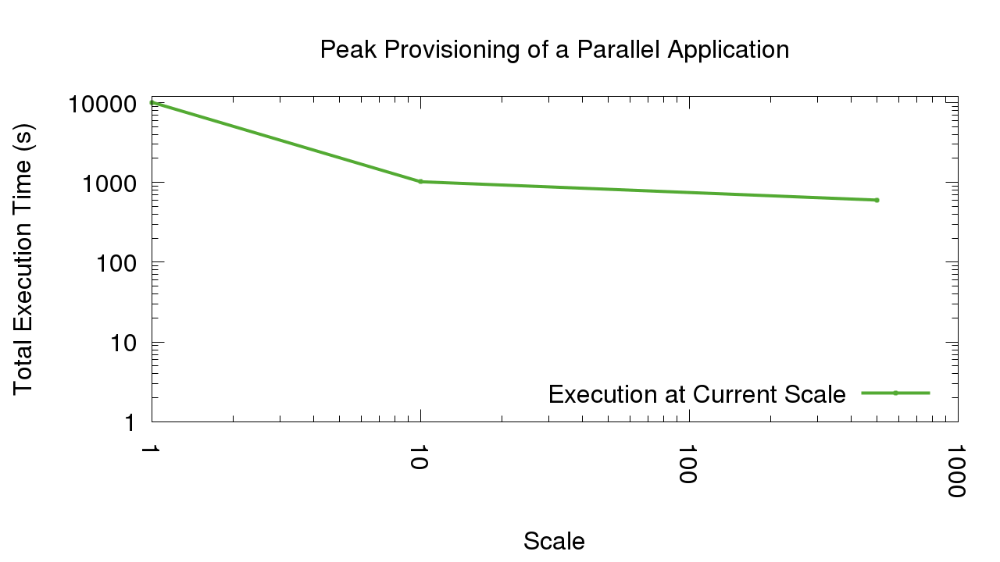 Peak Provisioning of a Parallel Application
Total Execution Time (s)
10000
1000
100
10
1
Execution at Current Scale
1
10
100
1000
Scale